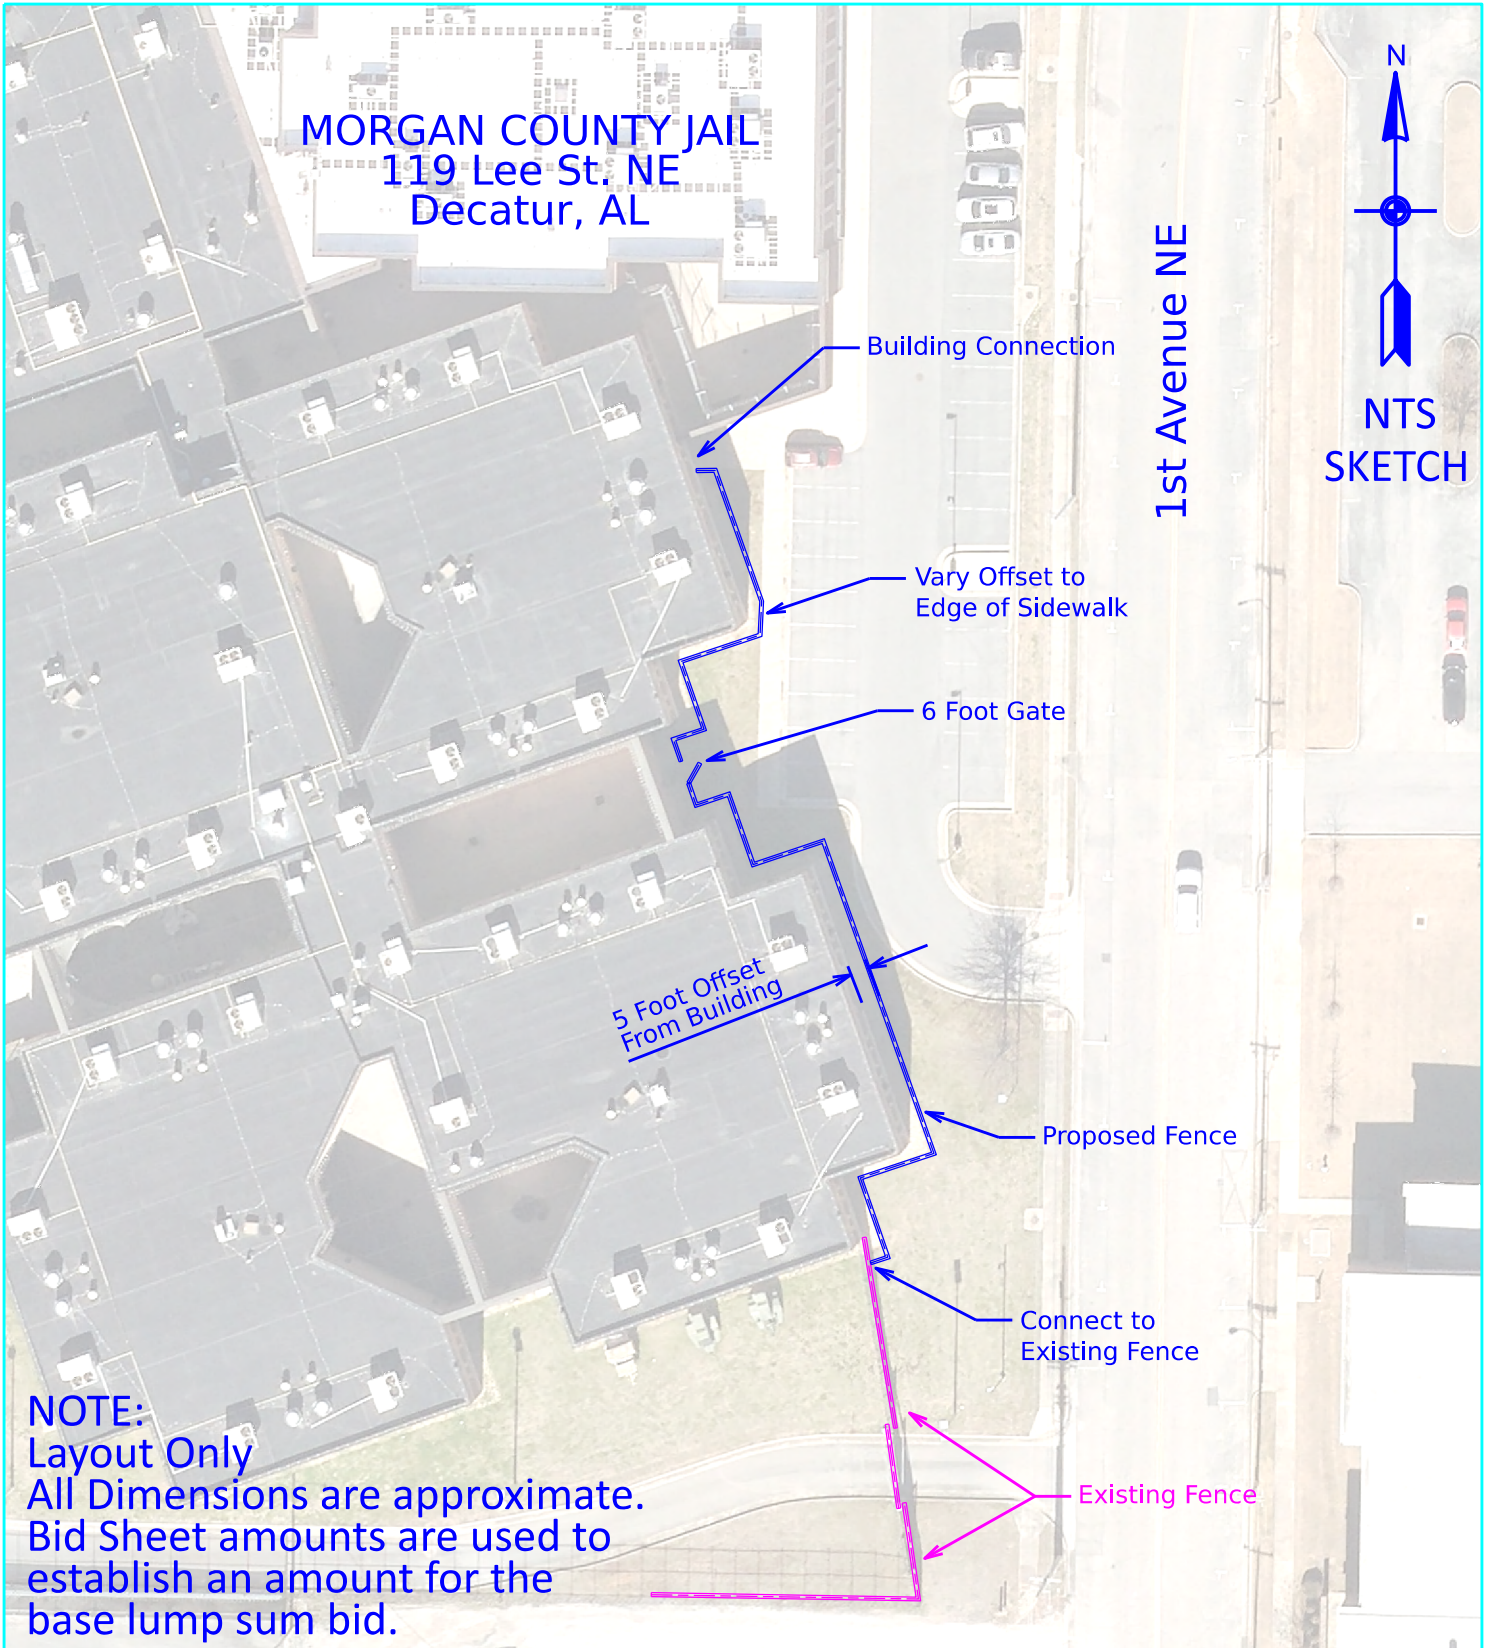 MORGAN COUNTY JAIL
119 Lee St. NE
Decatur, AL
N
NTS
SKETCH
1st Avenue NE
Building Connection
Vary Offset to
Edge of Sidewalk
6 Foot Gate
5 Foot Offset
From Building
Proposed Fence
Connect to
Existing Fence
Existing Fence
NOTE:
Layout Only
All Dimensions are approximate.
Bid Sheet amounts are used to
establish an amount for the
base lump sum bid.